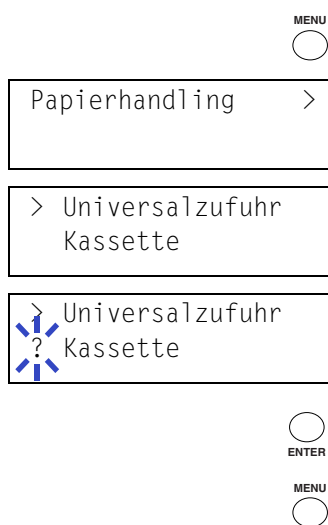 MENU
Papierhandling >
> Universalzufuhr
Kassette
> Universalzufuhr
? Kassette
ENTER
MENU